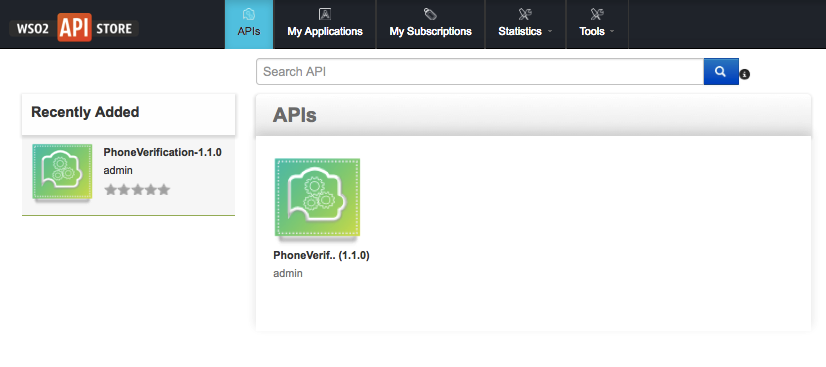 WSO2 API STORE
APIs
My Applications
My Subscriptions
Statistics
Tools
Search API
Recently Added
PhoneVerification-1.1.0
admin
APIs
PhoneVerif.. (1.1.0)
admin